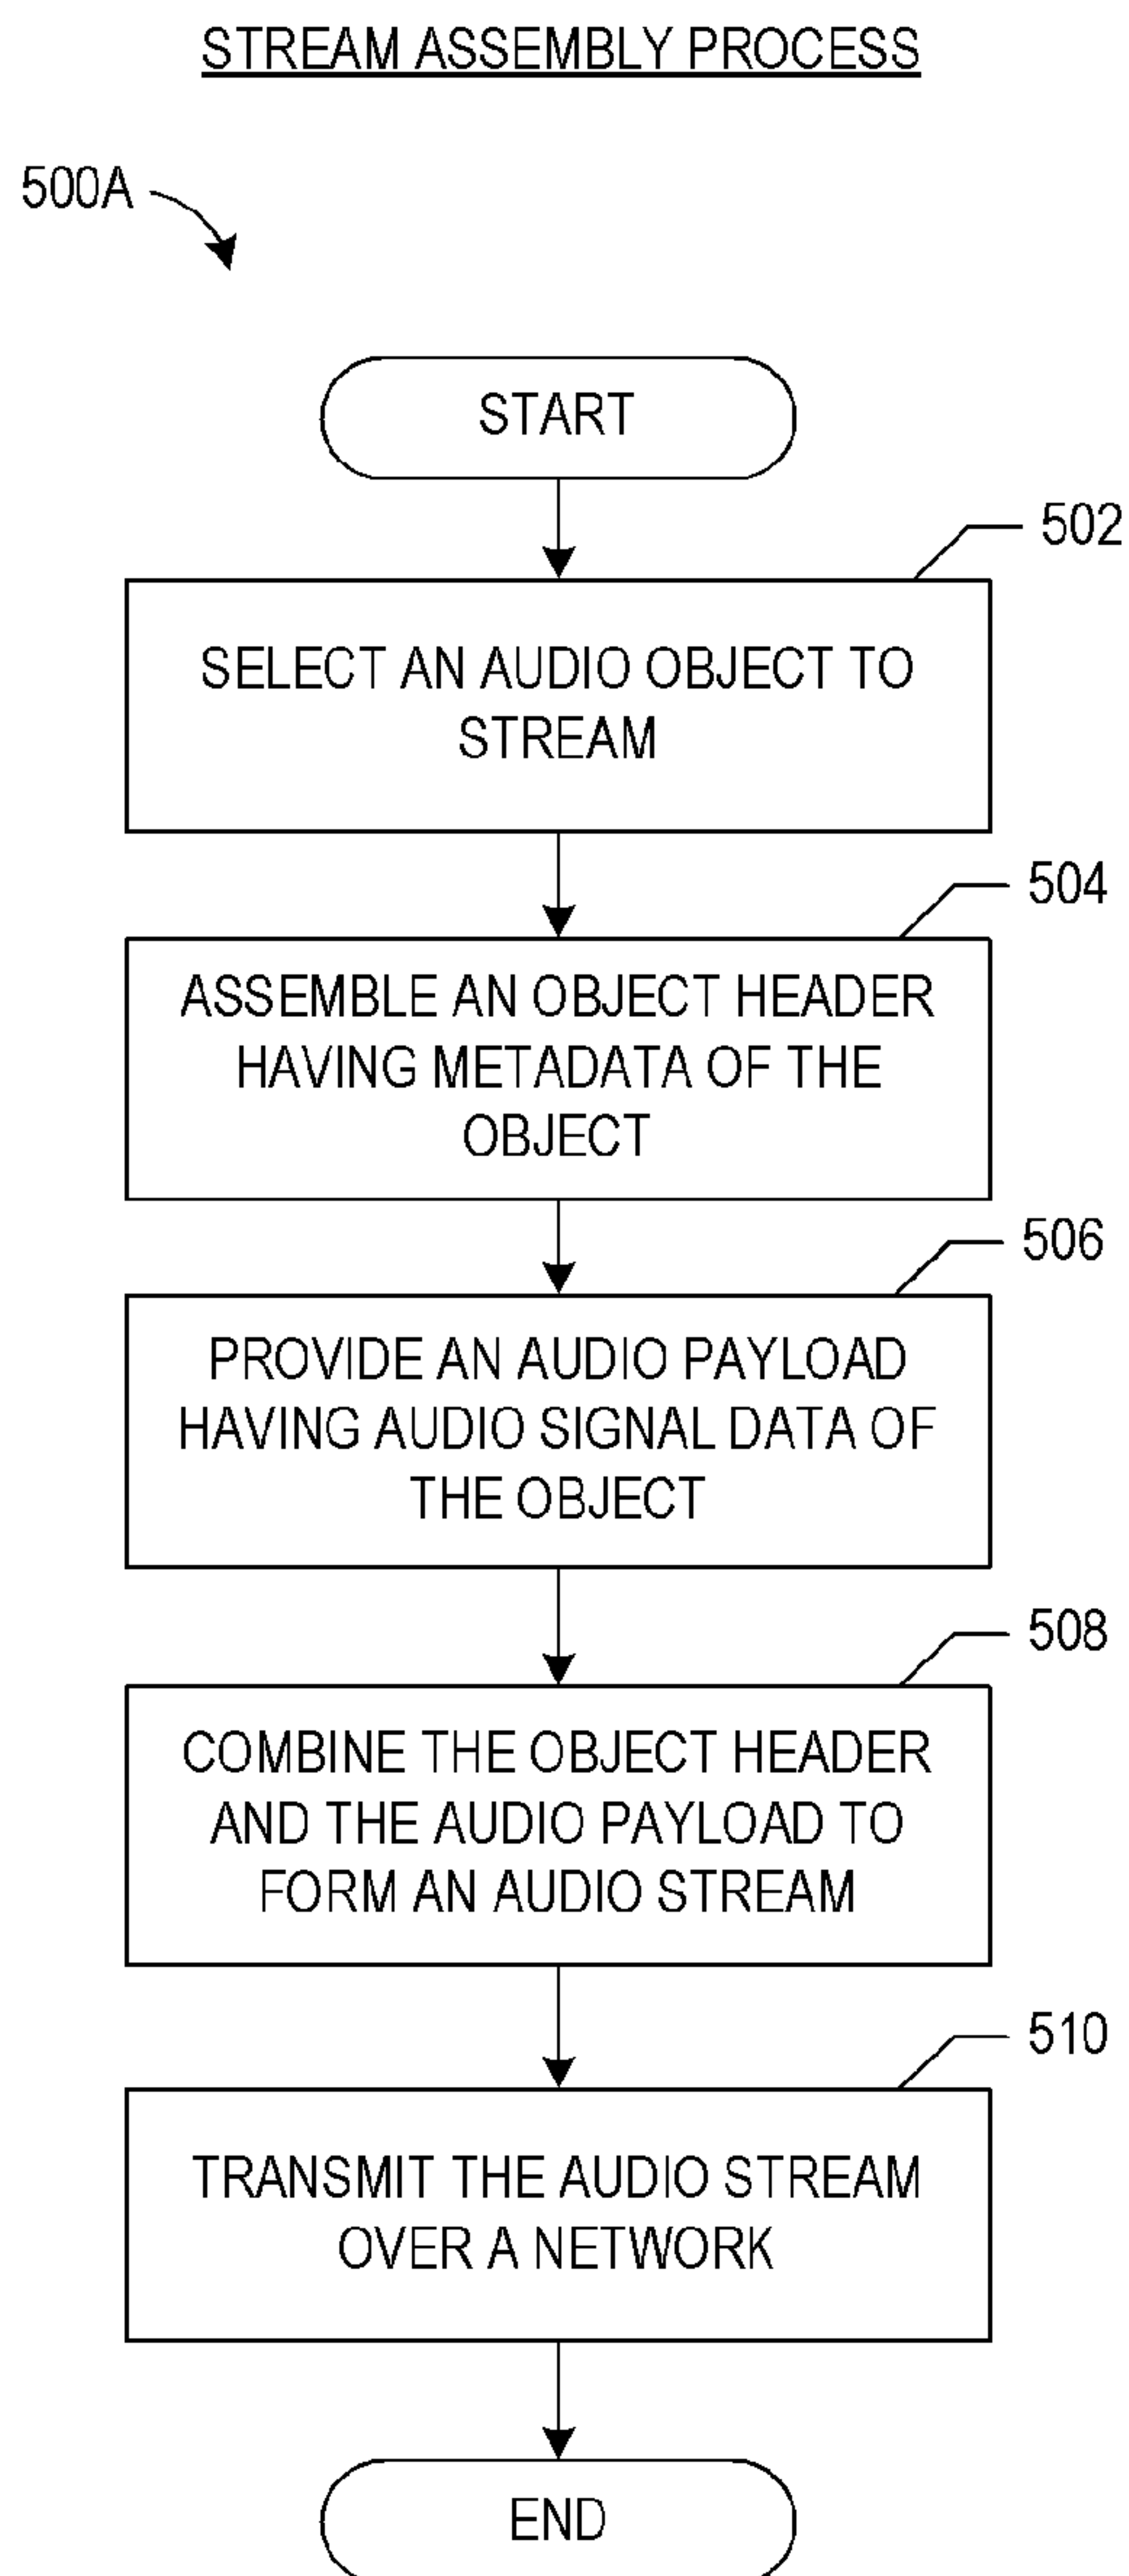 STREAM ASSEMBLY PROCESS
500A
START
502
SELECT AN AUDIO OBJECT TO
STREAM
504
ASSEMBLE AN OBJECT HEADER
HAVING METADATA OF THE
OBJECT
506
PROVIDE AN AUDIO PAYLOAD
HAVING AUDIO SIGNAL DATA OF
THE OBJECT
508
COMBINE THE OBJECT HEADER
AND THE AUDIO PAYLOAD TO
FORM AN AUDIO STREAM
510
TRANSMIT THE AUDIO STREAM
OVER A NETWORK
END